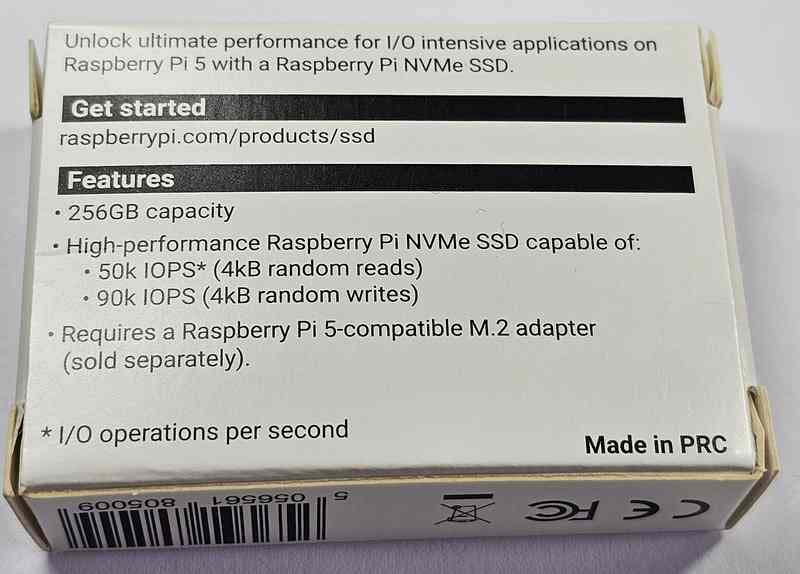 Unlock ultimate performance for I/O intensive applications on
Raspberry Pi 5 with a Raspberry Pi NVMe SSD.
Get started
raspberrypi.com/products/ssd
Features
• 256GB capacity
• High-performance Raspberry Pi NVMe SSD capable of:
• 50k IOPS* (4kB random reads)
• 90k IOPS (4kB random writes)
• Requires a Raspberry Pi 5-compatible M.2 adapter
(sold separately).
* I/O operations per second
Made in PRC
5 056561 805009
FC CE